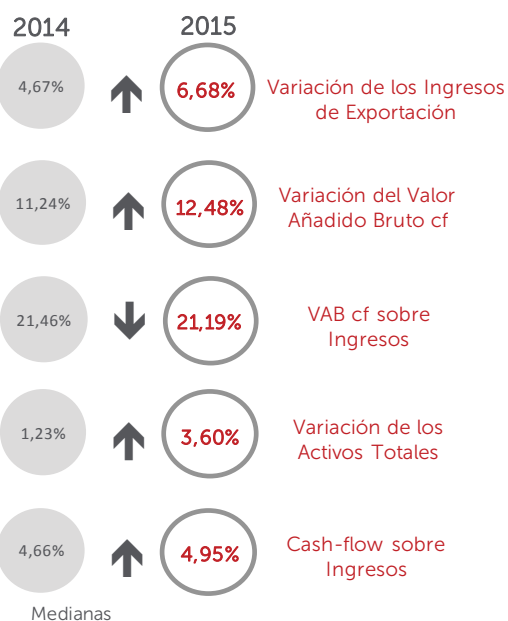 2014
2015
4,67%
6,68%
Variación de los Ingresos
de Exportación
11,24%
12,48%
Variación del Valor
Añadido Bruto cf
21,46%
21,19%
VAB cf sobre
Ingresos
1,23%
3,60%
Variación de los
Activos Totales
4,66%
4,95%
Cash-flow sobre
Ingresos
Medianas